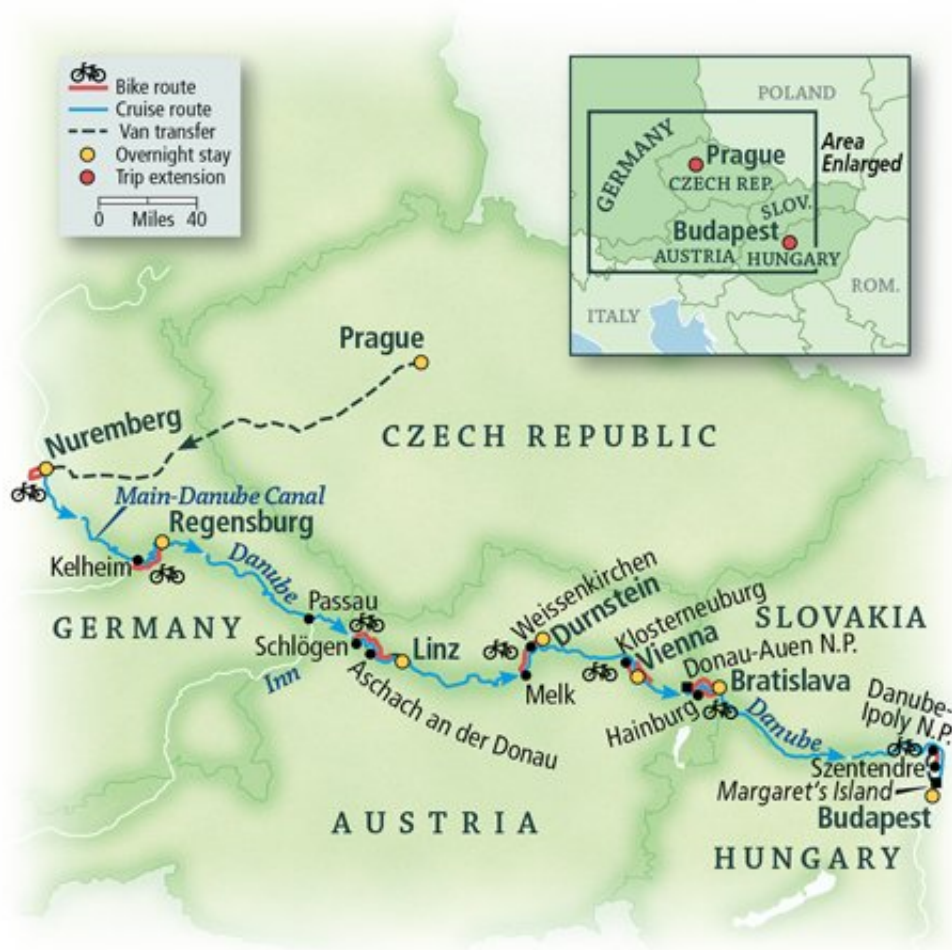 Bike route
Cruise route
Van transfer
Overnight stay
Trip extension
0 Miles 40
POLAND
GERMANY
Area
Enlarged
Prague
CZECH REP.
SLOV.
Budapest
AUSTRIA
HUNGARY
ROM.
ITALY
Prague
CZECH REPUBLIC
Nuremberg
Main-Danube Canal
Regensburg
Kelheim
Danube
GERMANY
Passau
Schlögen
Linz
Inn
Aschach an der Donau
Weissenkirchen
Durnstein
Melk
Klosterneuburg
Vienna
SLOVAKIA
Donau-Auen N.P.
Bratislava
Hainburg
Danube
Danube-
Ipoly N.P.
Szentendre
Margaret's Island
Budapest
AUSTRIA
HUNGARY